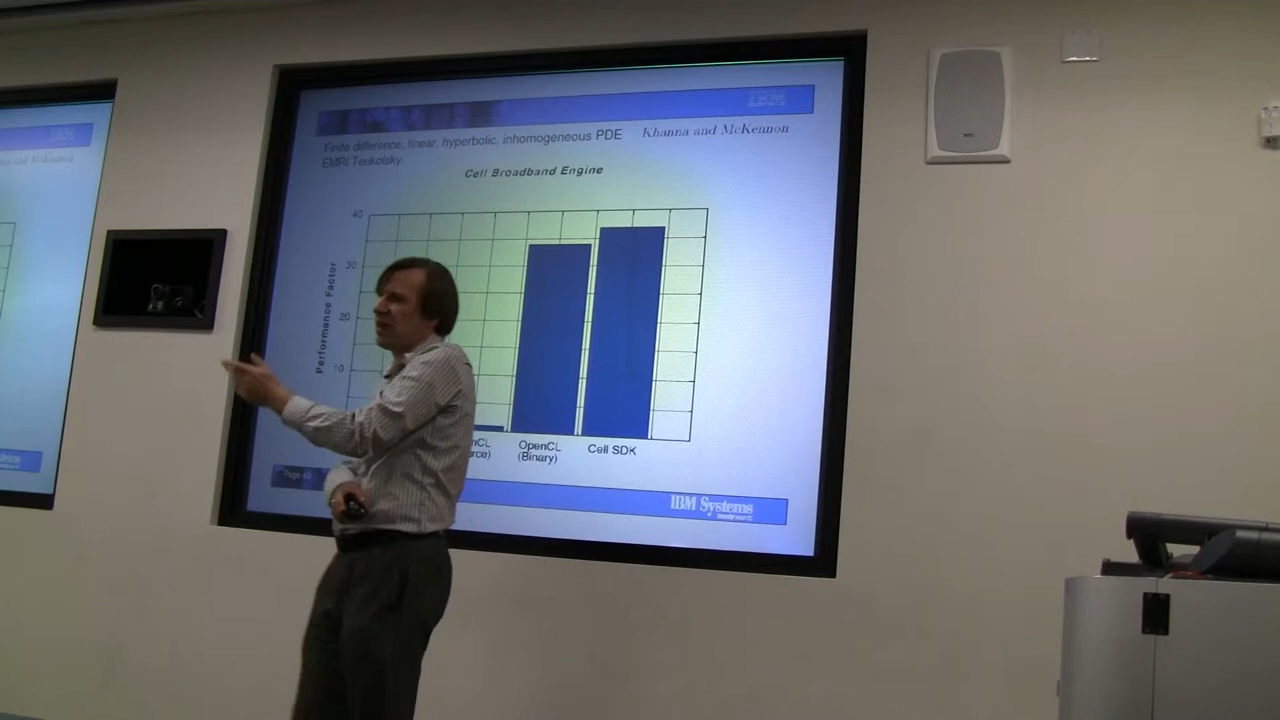 IBM
Finite difference, linear, hyperbolic, inhomogeneous PDE
Khanna and McKennon
EMRI Teukolsky
Cell Broadband Engine
Performance Factor
40
30
20
10
OpenCL
(Binary)
Cell SDK
Page
IBM Systems